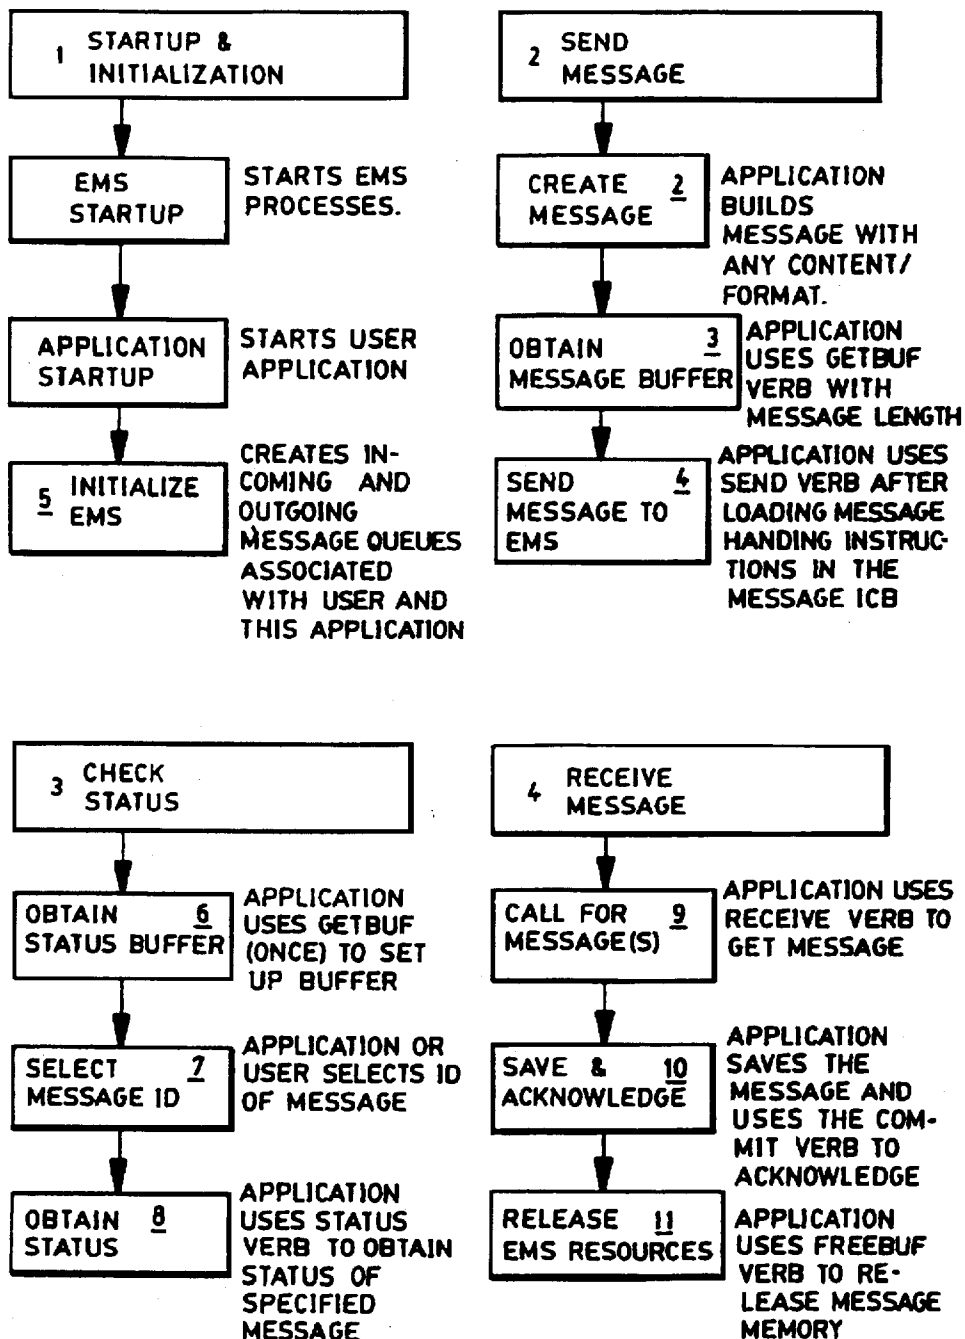 1 STARTUP &
INITIALIZATION
EMS
STARTUP
STARTS EMS
PROCESSES.
APPLICATION
STARTUP
STARTS USER
APPLICATION
5 INITIALIZE
EMS
CREATES IN-
COMING AND
OUTGOING
MESSAGE QUEUES
ASSOCIATED
WITH USER AND
THIS APPLICATION
2 SEND
MESSAGE
CREATE 2
MESSAGE
APPLICATION
BUILDS
MESSAGE WITH
ANY CONTENT/
FORMAT.
OBTAIN 3
MESSAGE BUFFER
APPLICATION
USES GETBUF
VERB WITH
MESSAGE LENGTH
SEND 4
MESSAGE TO
EMS
APPLICATION USES
SEND VERB AFTER
LOADING MESSAGE
HANDING INSTRUC-
TIONS IN THE
MESSAGE ICB
3 CHECK
STATUS
OBTAIN 6
STATUS BUFFER
APPLICATION
USES GETBUF
(ONCE) TO SET
UP BUFFER
SELECT 7
MESSAGE ID
APPLICATION OR
USER SELECTS ID
OF MESSAGE
OBTAIN 8
STATUS
APPLICATION
USES STATUS
VERB TO OBTAIN
STATUS OF
SPECIFIED
MESSAGE
4 RECEIVE
MESSAGE
CALL FOR 9
MESSAGE(S)
APPLICATION USES
RECEIVE VERB TO
GET MESSAGE
SAVE & 10
ACKNOWLEDGE
APPLICATION
SAVES THE
MESSAGE AND
USES THE COM-
MIT VERB TO
ACKNOWLEDGE
RELEASE 11
EMS RESOURCES
APPLICATION
USES FREEBUF
VERB TO RE-
LEASE MESSAGE
MEMORY